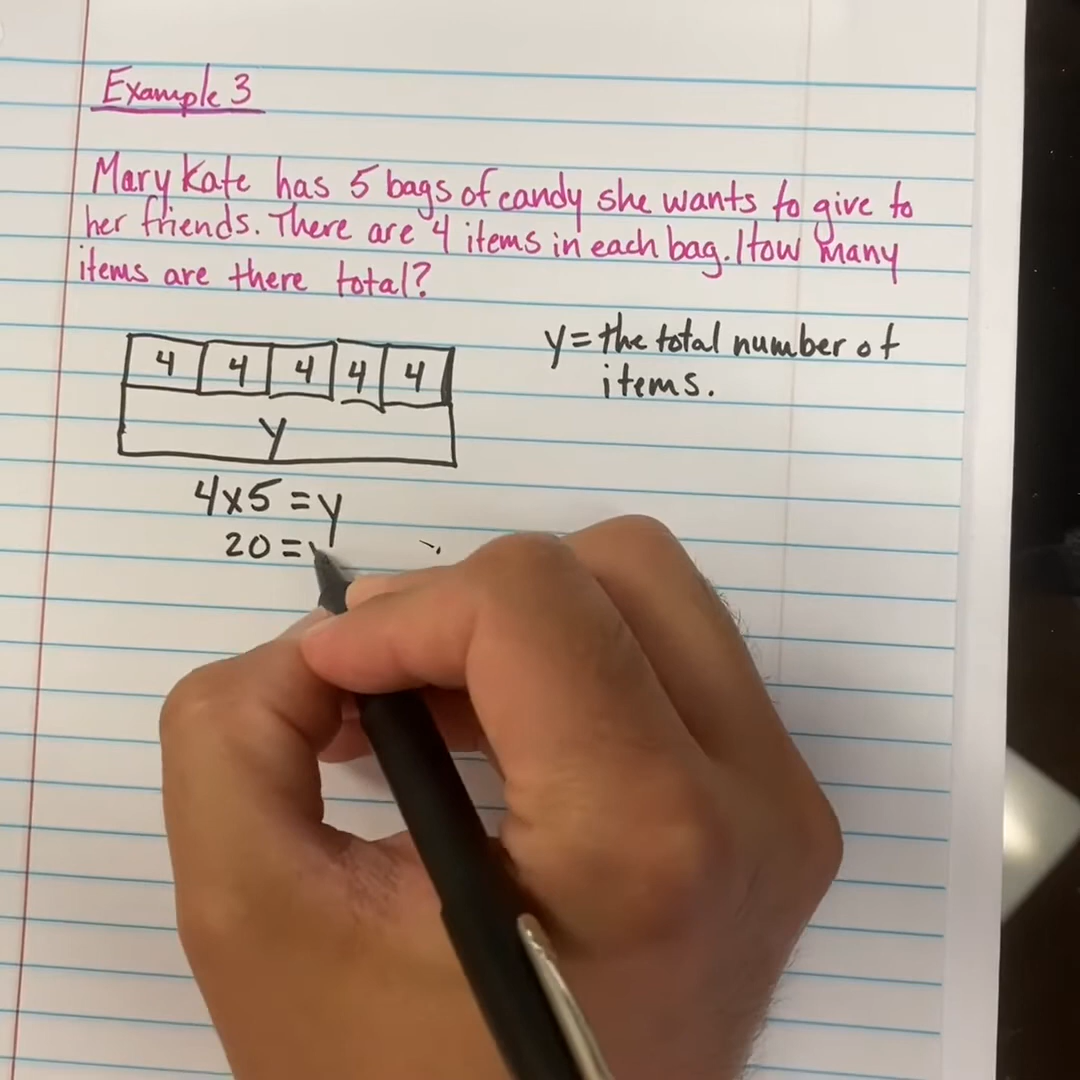 Example 3
Mary Kate has 5 bags of candy she wants to give to
her friends. There are 4 items in each bag. How many
items are there total?
4 4 4 4 4
y
y = the total number of
items.
4x5 = y
20 = y